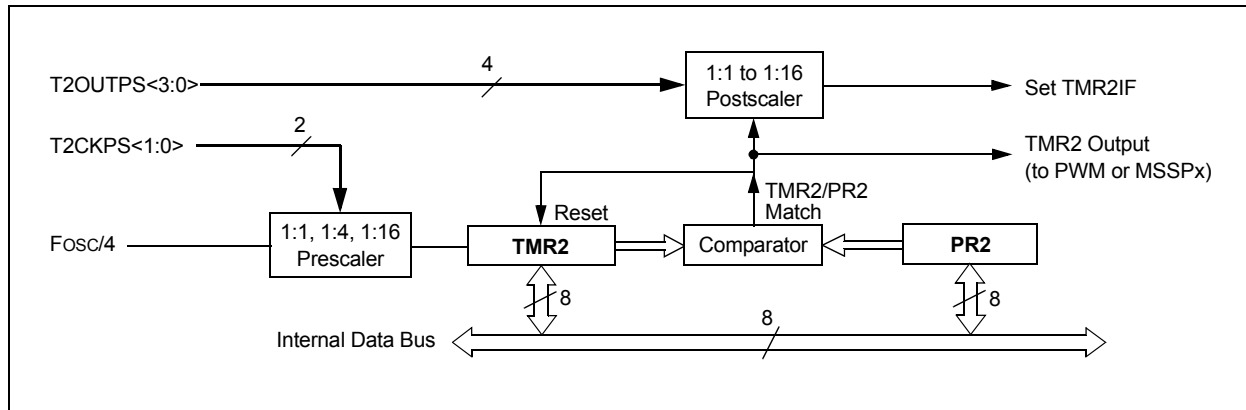 T2OUTPS<3:0>
4
1:1 to 1:16
Postscaler
Set TMR2IF
T2CKPS<1:0>
2
TMR2 Output
(to PWM or MSSPx)
TMR2/PR2
Match
Reset
FOSC/4
1:1, 1:4, 1:16
Prescaler
TMR2
Comparator
PR2
8
8
Internal Data Bus
8